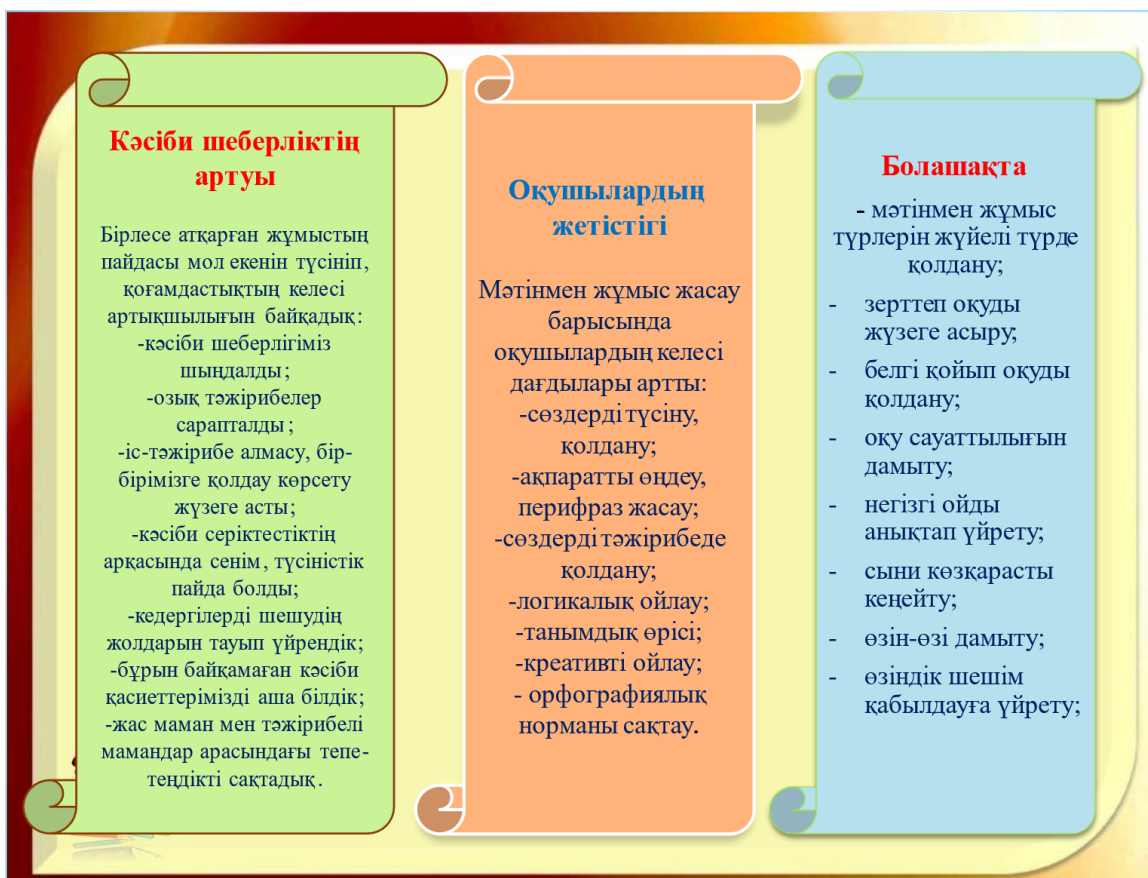 Кәсіби шеберліктің
артуы
Бірлесе атқарған жұмыстың
пайдасы мол екенін түсініп,
қоғамдастықтың келесі
артықшылығын байқадық:
-кәсіби шеберлігіміз
шыңдалды;
-озық тәжірибелер
сарапталды;
-іс-тәжірибе алмасу, бір-
бірімізге қолдау көрсету
жүзеге асты;
-кәсіби серіктестіктің
арқасында сенім, түсіністік
пайда болды;
-кедергілерді шешудің
жолдарын тауып үйрендік;
-бұрын байқамаған кәсіби
қасиеттерімізді аша білдік;
-жас маман мен тәжірибелі
мамандар арасындағы тепе-
теңдікті сақтадық.
Оқушылардың
жетістігі
Мәтінмен жұмыс жасау
барысында
оқушылардың келесі
дағдылары артты:
-сөздерді түсіну,
қолдану;
-ақпаратты өңдеу,
перифраз жасау;
-сөздерді тәжірибеде
қолдану;
-логикалық ойлау;
-танымдық өрісі;
-креативті ойлау;
- орфографиялық
норманы сақтау.
Болашақта
- мәтінмен жұмыс
түрлерін жүйелі түрде
қолдану;
- зерттеп оқуды
жүзеге асыру;
- белгі қойып оқуды
қолдану;
- оқу сауаттылығын
дамыту;
- негізгі ойды
анықтап үйрету;
- сыни көзқарасты
кеңейту;
- өзін-өзі дамыту;
- өзіндік шешім
қабылдауға үйрету;